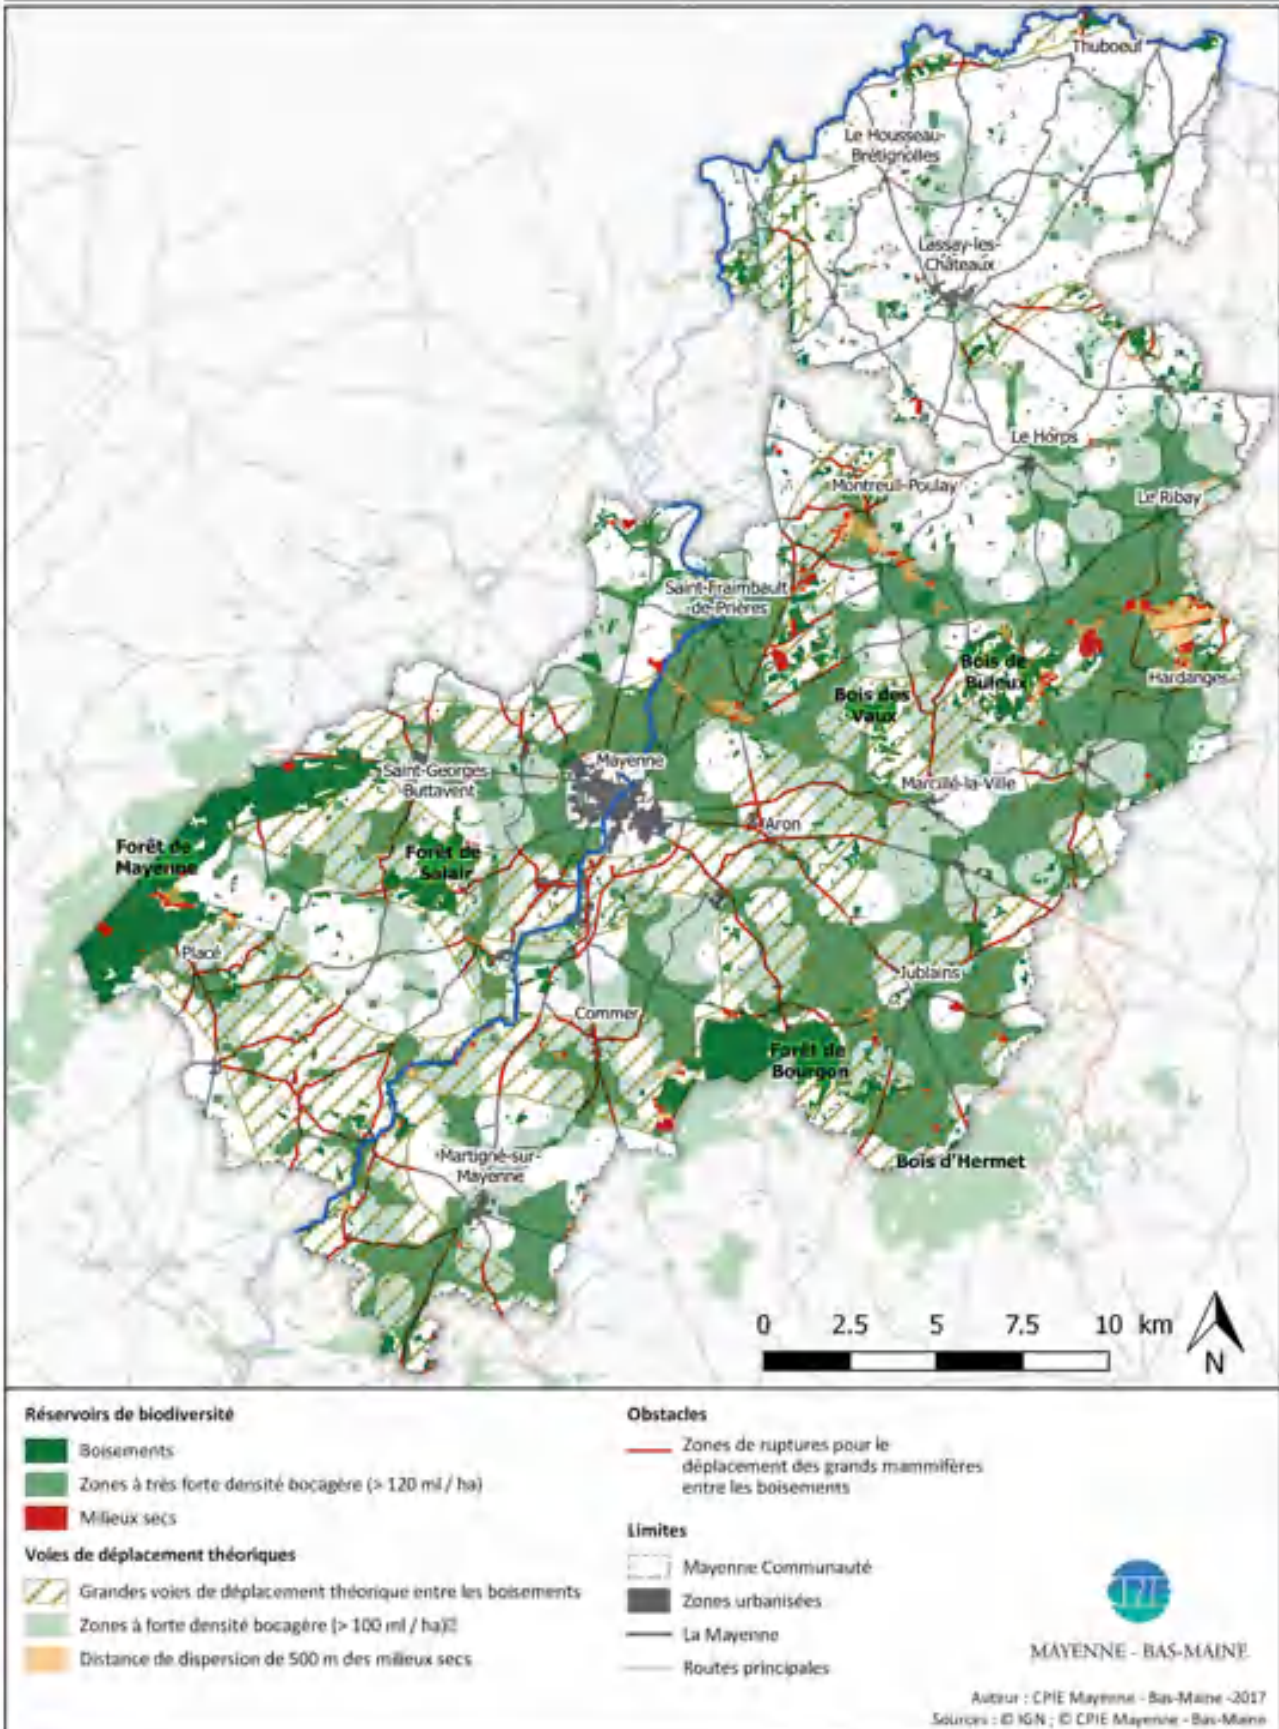 Thuboeuf
Le Housseau-
Brétignolles
Lassay-les-
Châteaux
Le Horps
Montreuil-Poulay
Le Ribay
Saint-Fraimbault
-de-Prières
Bois de
Buleux
Hardanges
Bois des
Vaux
Mayenne
Saint-Georges
Buttavent
Marcillé-la-Ville
Aron
Forêt de
Mayenne
Forêt de
Salair
Placé
Jublains
Commer
Forêt de
Bourgon
Martigné-sur-
Mayenne
Bois d'Hermet
0 2.5 5 7.5 10 km
N
Réservoirs de biodiversité
Boisements
Zones à très forte densité bocagère (> 120 ml / ha)
Milieux secs
Voies de déplacement théoriques
Grandes voies de déplacement théorique entre les boisements
Zones à forte densité bocagère (> 100 ml / ha)
Distance de dispersion de 500 m des milieux secs
Obstacles
Zones de ruptures pour le
déplacement des grands mammifères
entre les boisements
Limites
Mayenne Communauté
Zones urbanisées
La Mayenne
Routes principales
CPIE
MAYENNE - BAS-MAINE
Auteur : CPIE Mayenne - Bas-Maine -2017
Sources : © IGN ; © CPIE Mayenne - Bas-Maine